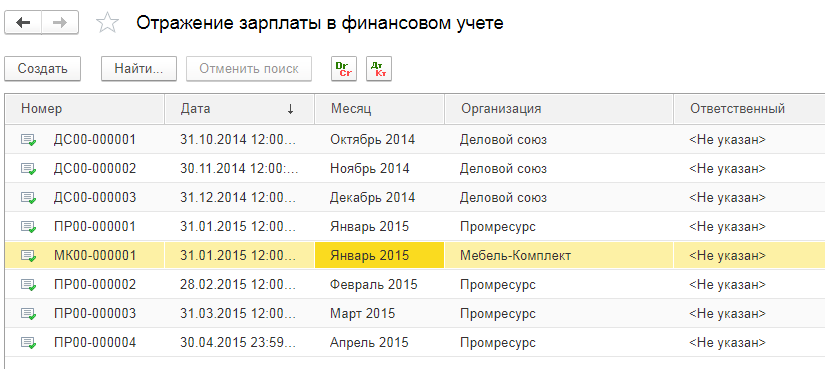 Отражение зарплаты в финансовом учете
Создать Найти... Отменить поиск Dr Cr Дт Кт
Номер Дата ↓ Месяц Организация Ответственный
ДС00-000001 31.10.2014 12:00... Октябрь 2014 Деловой союз <Не указан>
ДС00-000002 30.11.2014 12:00:... Ноябрь 2014 Деловой союз <Не указан>
ДС00-000003 31.12.2014 12:00... Декабрь 2014 Деловой союз <Не указан>
ПР00-000001 31.01.2015 12:00... Январь 2015 Промресурс <Не указан>
МК00-000001 31.01.2015 12:00... Январь 2015 Мебель-Комплект <Не указан>
ПР00-000002 28.02.2015 12:00... Февраль 2015 Промресурс <Не указан>
ПР00-000003 31.03.2015 12:00... Март 2015 Промресурс <Не указан>
ПР00-000004 30.04.2015 23:59... Апрель 2015 Промресурс <Не указан>